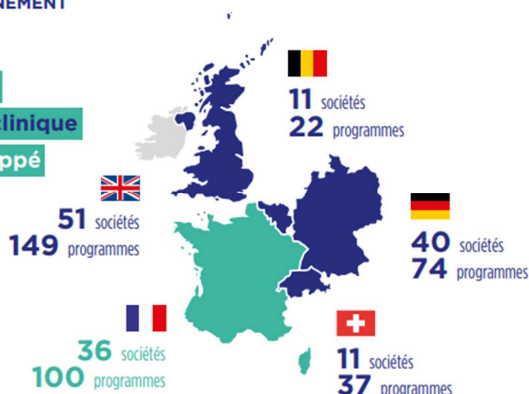 NEMENT
linique
ppé
11 sociétés
22 programmes
51 sociétés
149 programmes
40 sociétés
74 programmes
36 sociétés
100 programmes
11 sociétés
37 programmes